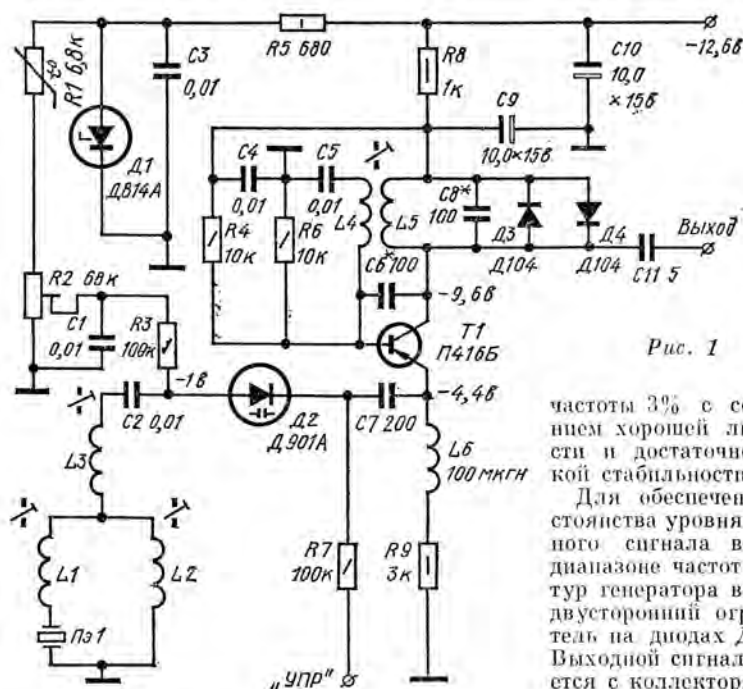 R1 6,8к
t°
Д1
Д814А
C3
0,01
R5 680
R8
1к
C10
10,0
×15в
−12,6в
C9
10,0×15в
C4
0,01
C5
0,01
R4
10к
R6
10к
L4
L5
C8*
100
Д3
Д104
Д4
Д104
Выход
C11 5
C6*100
−9,6в
Т1
П416Б
−4,4в
R2
68к
C1
0,01
R3
100к
−1в
C2 0,01
Д2
Д901А
C7 200
L3
L1
L2
Пэ1
L6
100 мкгн
R7
100к
R9
3к
„УПР"
Рис. 1
частоты 3% с со
нием хорошей ли
сти и достаточн
кой стабильност
Для обеспечен
стоянства уровня
ного сигнала в
диапазоне частот
тур генератора в
двусторонний огр
тель на диодах Д
Выходной сигнал
ется с коллектор